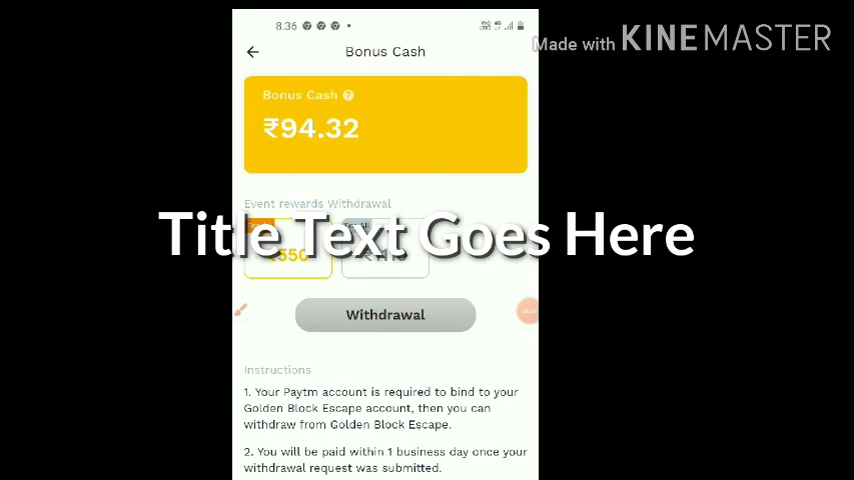 8:36
Made with KINEMASTER
Bonus Cash
Bonus Cash
₹94.32
Event rewards Withdrawal
Title Text Goes Here
₹550
Withdrawal
Instructions
1. Your Paytm account is required to bind to your
Golden Block Escape account, then you can
withdraw from Golden Block Escape.
2. You will be paid within 1 business day once your
withdrawal request was submitted.